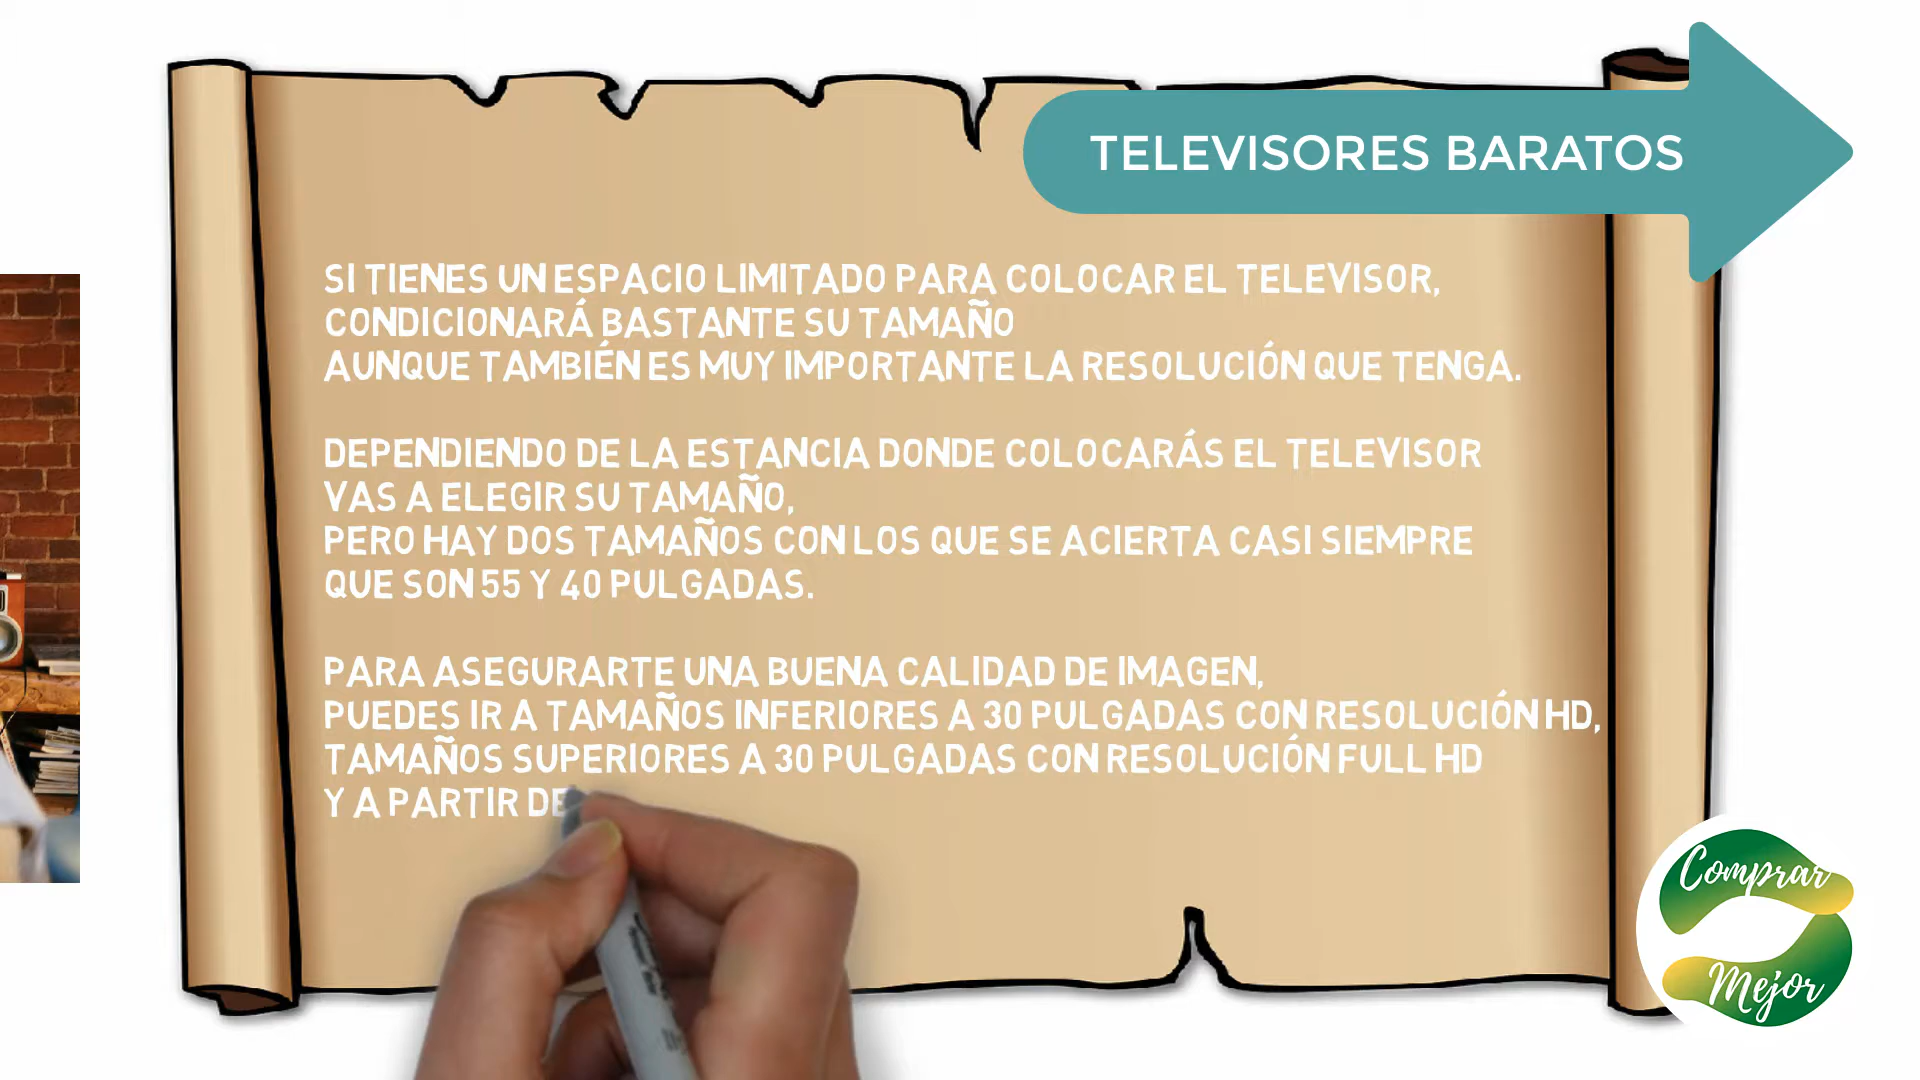 TELEVISORES BARATOS
SI TIENES UN ESPACIO LIMITADO PARA COLOCAR EL TELEVISOR,
CONDICIONARÁ BASTANTE SU TAMAÑO
AUNQUE TAMBIÉN ES MUY IMPORTANTE LA RESOLUCIÓN QUE TENGA.
DEPENDIENDO DE LA ESTANCIA DONDE COLOCARÁS EL TELEVISOR
VAS A ELEGIR SU TAMAÑO,
PERO HAY DOS TAMAÑOS CON LOS QUE SE ACIERTA CASI SIEMPRE
QUE SON 55 Y 40 PULGADAS.
PARA ASEGURARTE UNA BUENA CALIDAD DE IMAGEN,
PUEDES IR A TAMAÑOS INFERIORES A 30 PULGADAS CON RESOLUCIÓN HD,
TAMAÑOS SUPERIORES A 30 PULGADAS CON RESOLUCIÓN FULL HD
Y A PARTIR DE
Comprar
Mejor